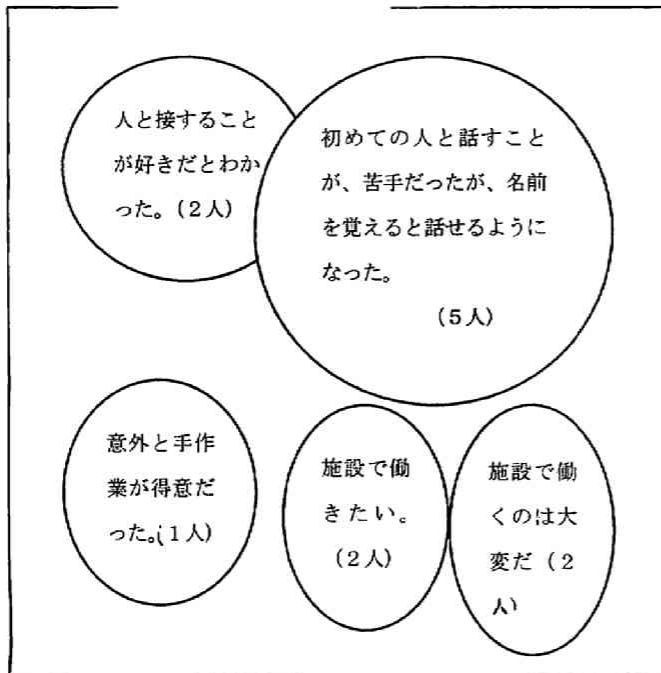 人と接すること
が好きだとわか
った。(2人)
初めての人と話すこと
が、苦手だったが、名前
を覚えると話せるように
なった。
(5人)
意外と手作
業が得意だ
った。(1人)
施設で働
きたい。
(2人)
施設で働
くのは大
変だ(2
人)